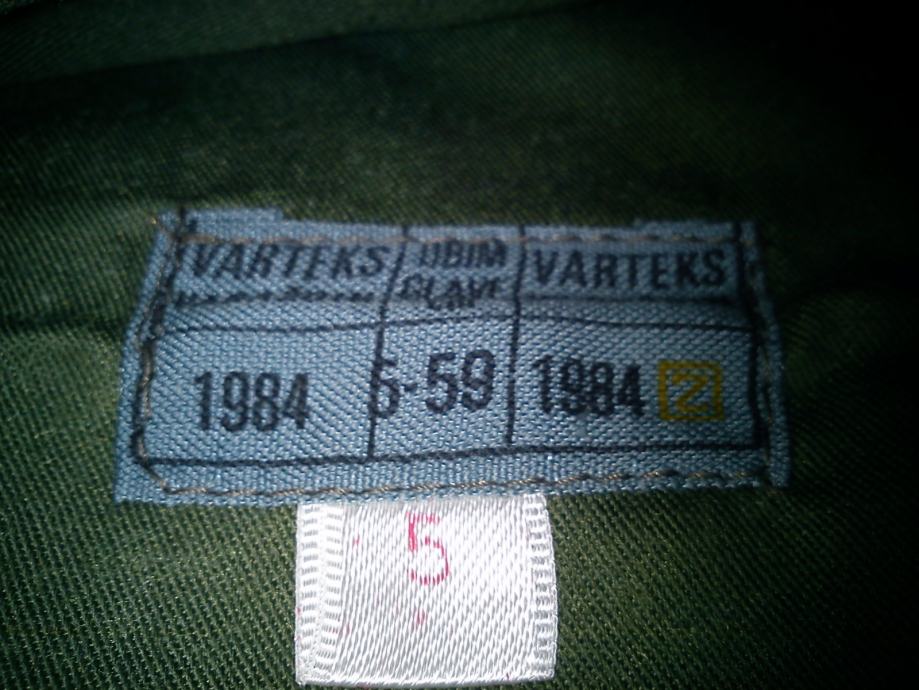 VARTEKS OBIM GLAVE VARTEKS
1984 5-59 1984 2
5